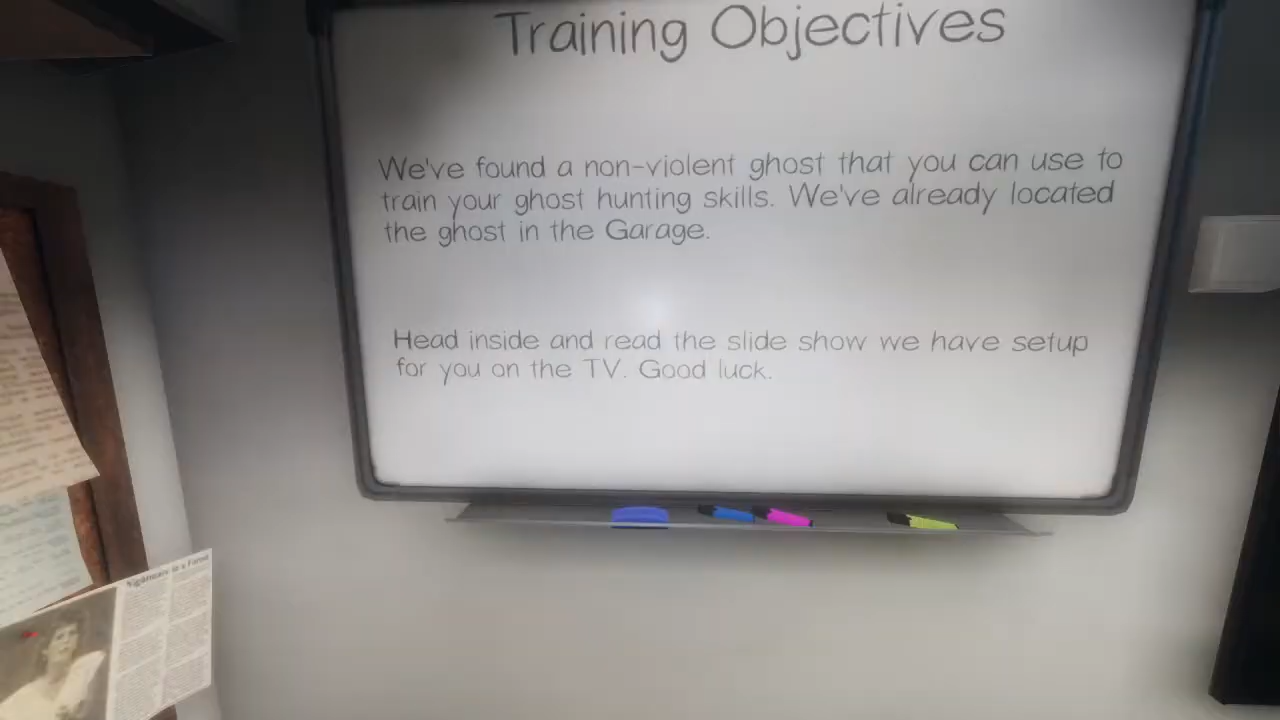 Training Objectives
We've found a non-violent ghost that you can use to
train your ghost hunting skills. We've already located
the ghost in the Garage.
Head inside and read the slide show we have setup
for you on the TV. Good luck.